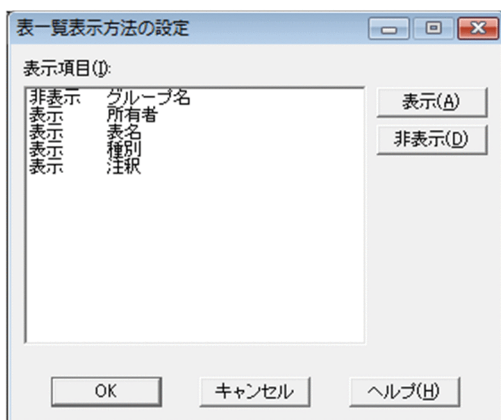 表一覧表示方法の設定
表示項目(I):
非表示 グループ名
表示 所有者
表示 表名
表示 種別
表示 注釈
表示(A)
非表示(D)
OK キャンセル ヘルプ(H)